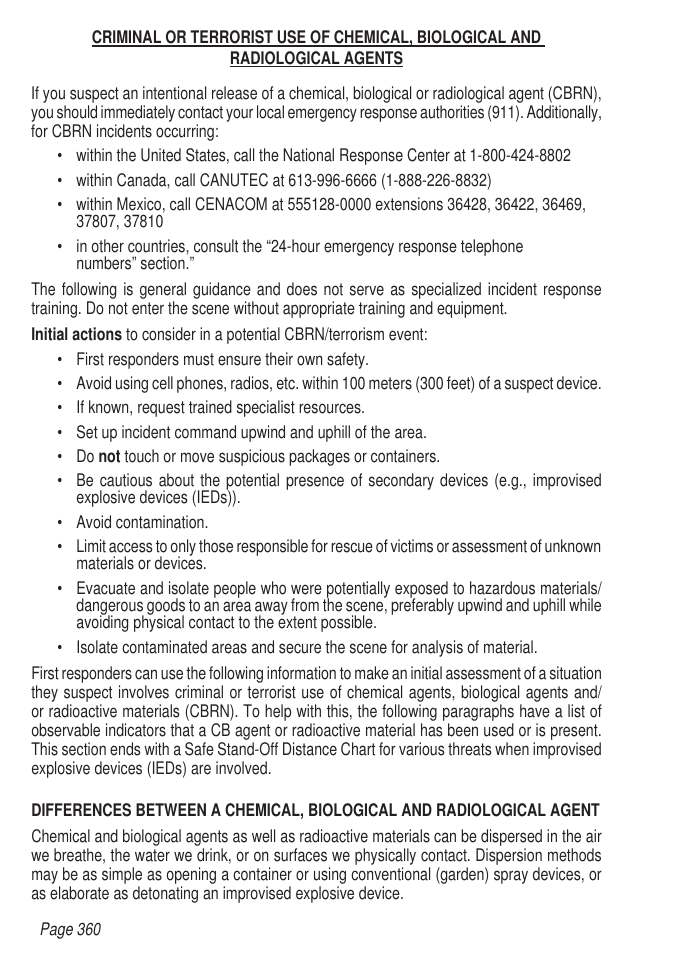 CRIMINAL OR TERRORIST USE OF CHEMICAL, BIOLOGICAL AND
RADIOLOGICAL AGENTS
If you suspect an intentional release of a chemical, biological or radiological agent (CBRN),
you should immediately contact your local emergency response authorities (911). Additionally,
for CBRN incidents occurring:
• within the United States, call the National Response Center at 1-800-424-8802
• within Canada, call CANUTEC at 613-996-6666 (1-888-226-8832)
• within Mexico, call CENACOM at 555128-0000 extensions 36428, 36422, 36469,
37807, 37810
• in other countries, consult the “24-hour emergency response telephone
numbers” section.”
The following is general guidance and does not serve as specialized incident response
training. Do not enter the scene without appropriate training and equipment.
Initial actions to consider in a potential CBRN/terrorism event:
• First responders must ensure their own safety.
• Avoid using cell phones, radios, etc. within 100 meters (300 feet) of a suspect device.
• If known, request trained specialist resources.
• Set up incident command upwind and uphill of the area.
• Do not touch or move suspicious packages or containers.
• Be cautious about the potential presence of secondary devices (e.g., improvised
explosive devices (IEDs)).
• Avoid contamination.
• Limit access to only those responsible for rescue of victims or assessment of unknown
materials or devices.
• Evacuate and isolate people who were potentially exposed to hazardous materials/
dangerous goods to an area away from the scene, preferably upwind and uphill while
avoiding physical contact to the extent possible.
• Isolate contaminated areas and secure the scene for analysis of material.
First responders can use the following information to make an initial assessment of a situation
they suspect involves criminal or terrorist use of chemical agents, biological agents and/
or radioactive materials (CBRN). To help with this, the following paragraphs have a list of
observable indicators that a CB agent or radioactive material has been used or is present.
This section ends with a Safe Stand-Off Distance Chart for various threats when improvised
explosive devices (IEDs) are involved.
DIFFERENCES BETWEEN A CHEMICAL, BIOLOGICAL AND RADIOLOGICAL AGENT
Chemical and biological agents as well as radioactive materials can be dispersed in the air
we breathe, the water we drink, or on surfaces we physically contact. Dispersion methods
may be as simple as opening a container or using conventional (garden) spray devices, or
as elaborate as detonating an improvised explosive device.
Page 360